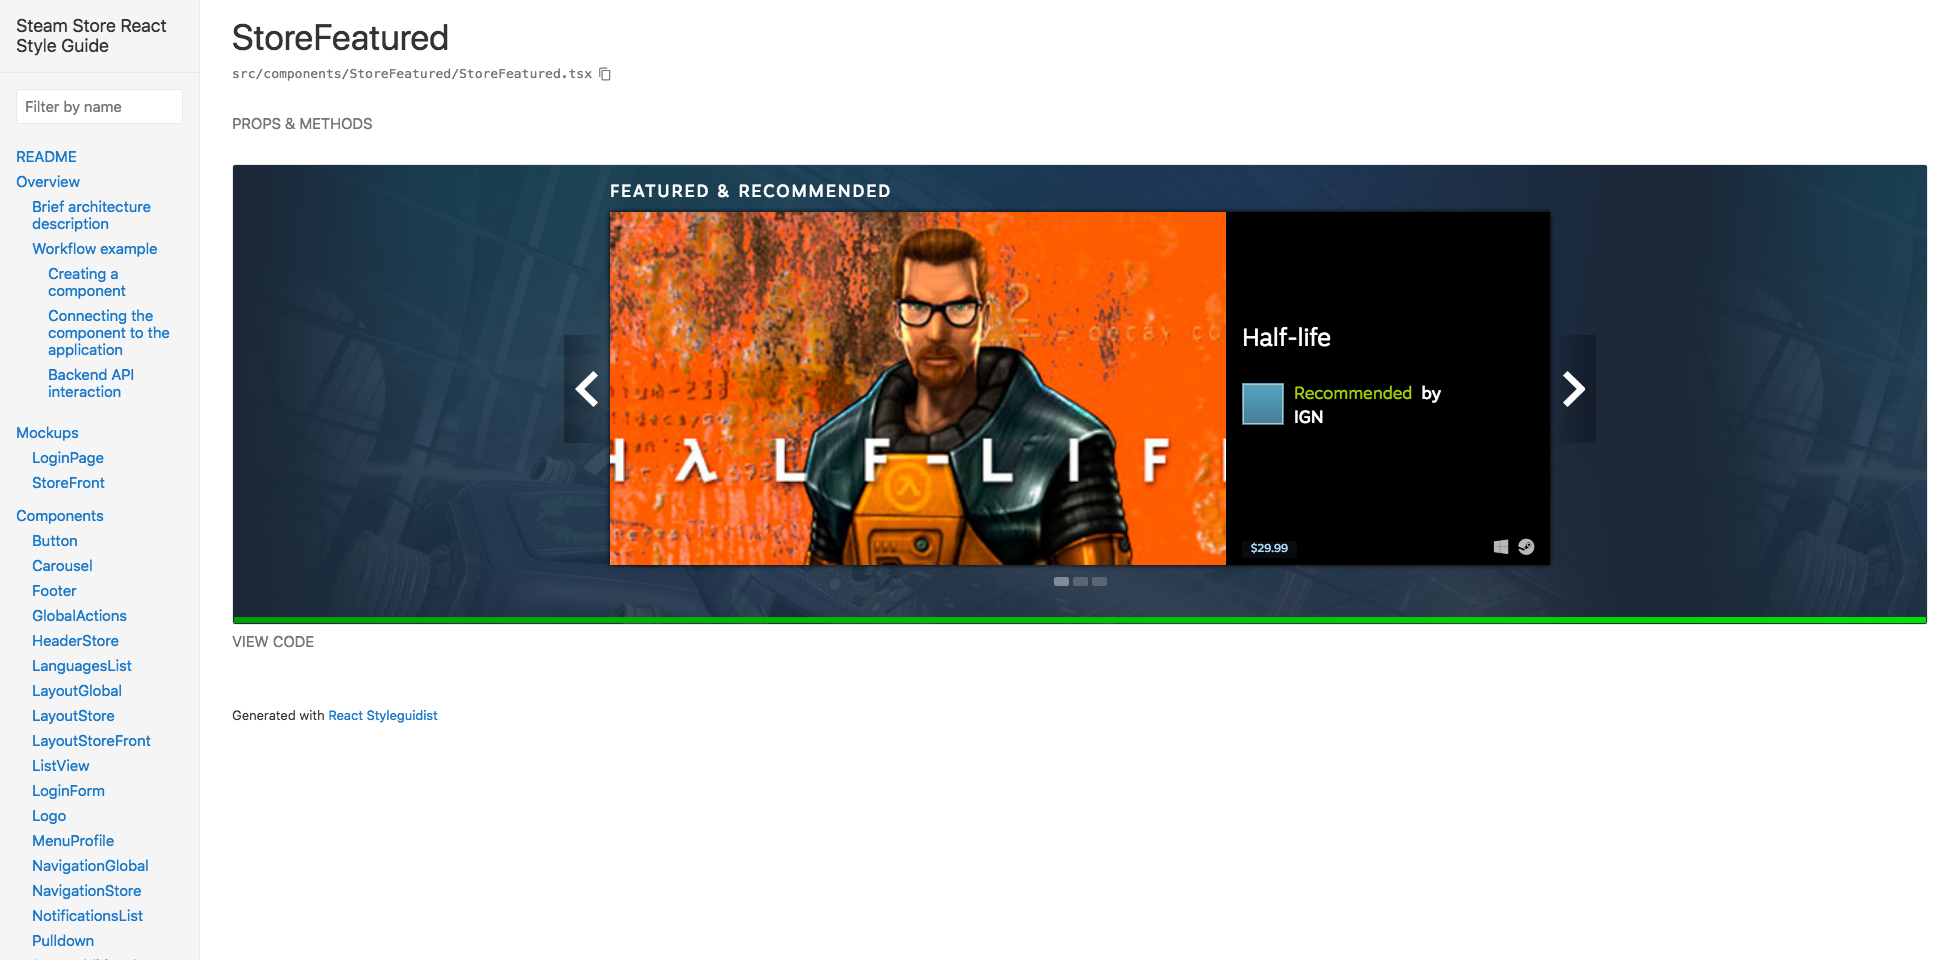 Steam Store React
Style Guide
Filter by name
README
Overview
Brief architecture
description
Workflow example
Creating a
component
Connecting the
component to the
application
Backend API
interaction
Mockups
LoginPage
StoreFront
Components
Button
Carousel
Footer
GlobalActions
HeaderStore
LanguagesList
LayoutGlobal
LayoutStore
LayoutStoreFront
ListView
LoginForm
Logo
MenuProfile
NavigationGlobal
NavigationStore
NotificationsList
Pulldown
StoreFeatured
src/components/StoreFeatured/StoreFeatured.tsx
PROPS & METHODS
FEATURED & RECOMMENDED
HλLF-LIF
Half-life
Recommended by
IGN
$29.99
VIEW CODE
Generated with React Styleguidist